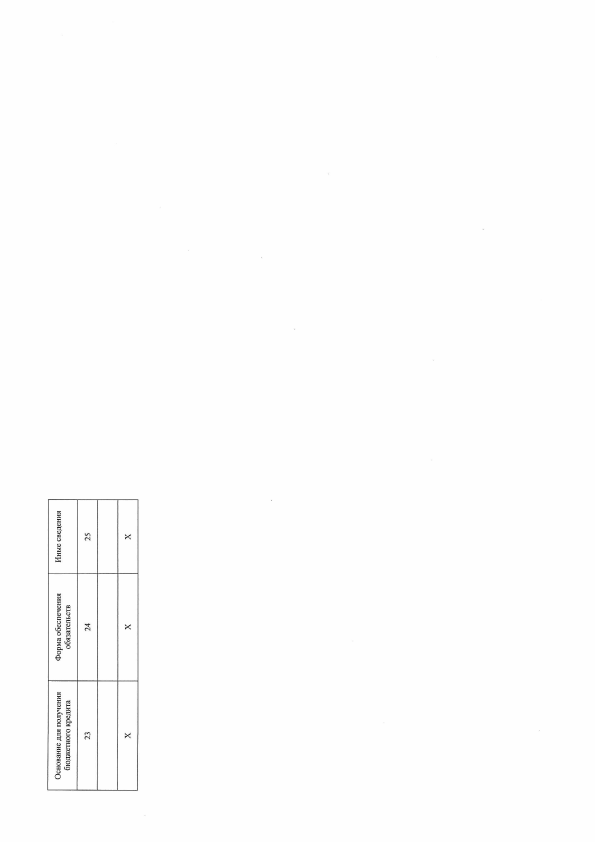 Основание для получения
бюджетного кредита
Форма обеспечения
обязательств
Иные сведения
23
24
25
X
X
X